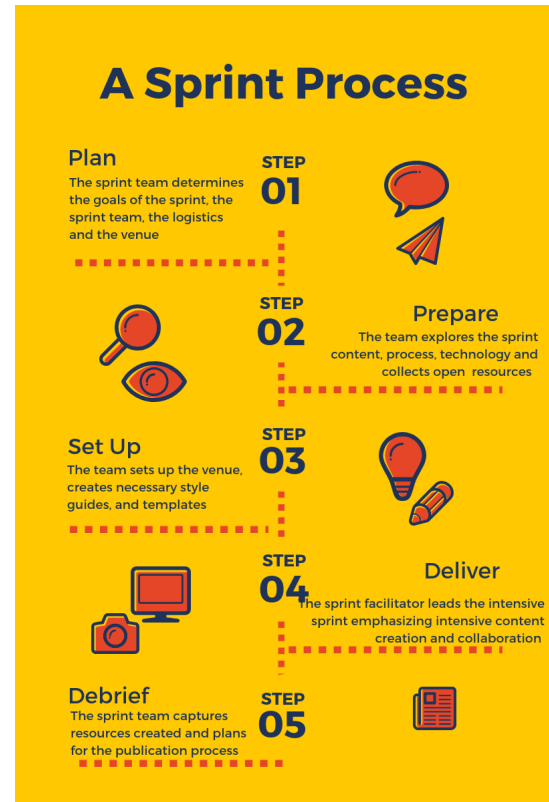 A Sprint Process
Plan
The sprint team determines
the goals of the sprint, the
sprint team, the logistics
and the venue
STEP
01
STEP
02
Prepare
The team explores the sprint
content, process, technology and
collects open resources
Set Up
The team sets up the venue,
creates necessary style
guides, and templates
STEP
03
STEP
04
Deliver
The sprint facilitator leads the intensive
sprint emphasizing intensive content
creation and collaboration
Debrief
The sprint team captures
resources created and plans
for the publication process
STEP
05